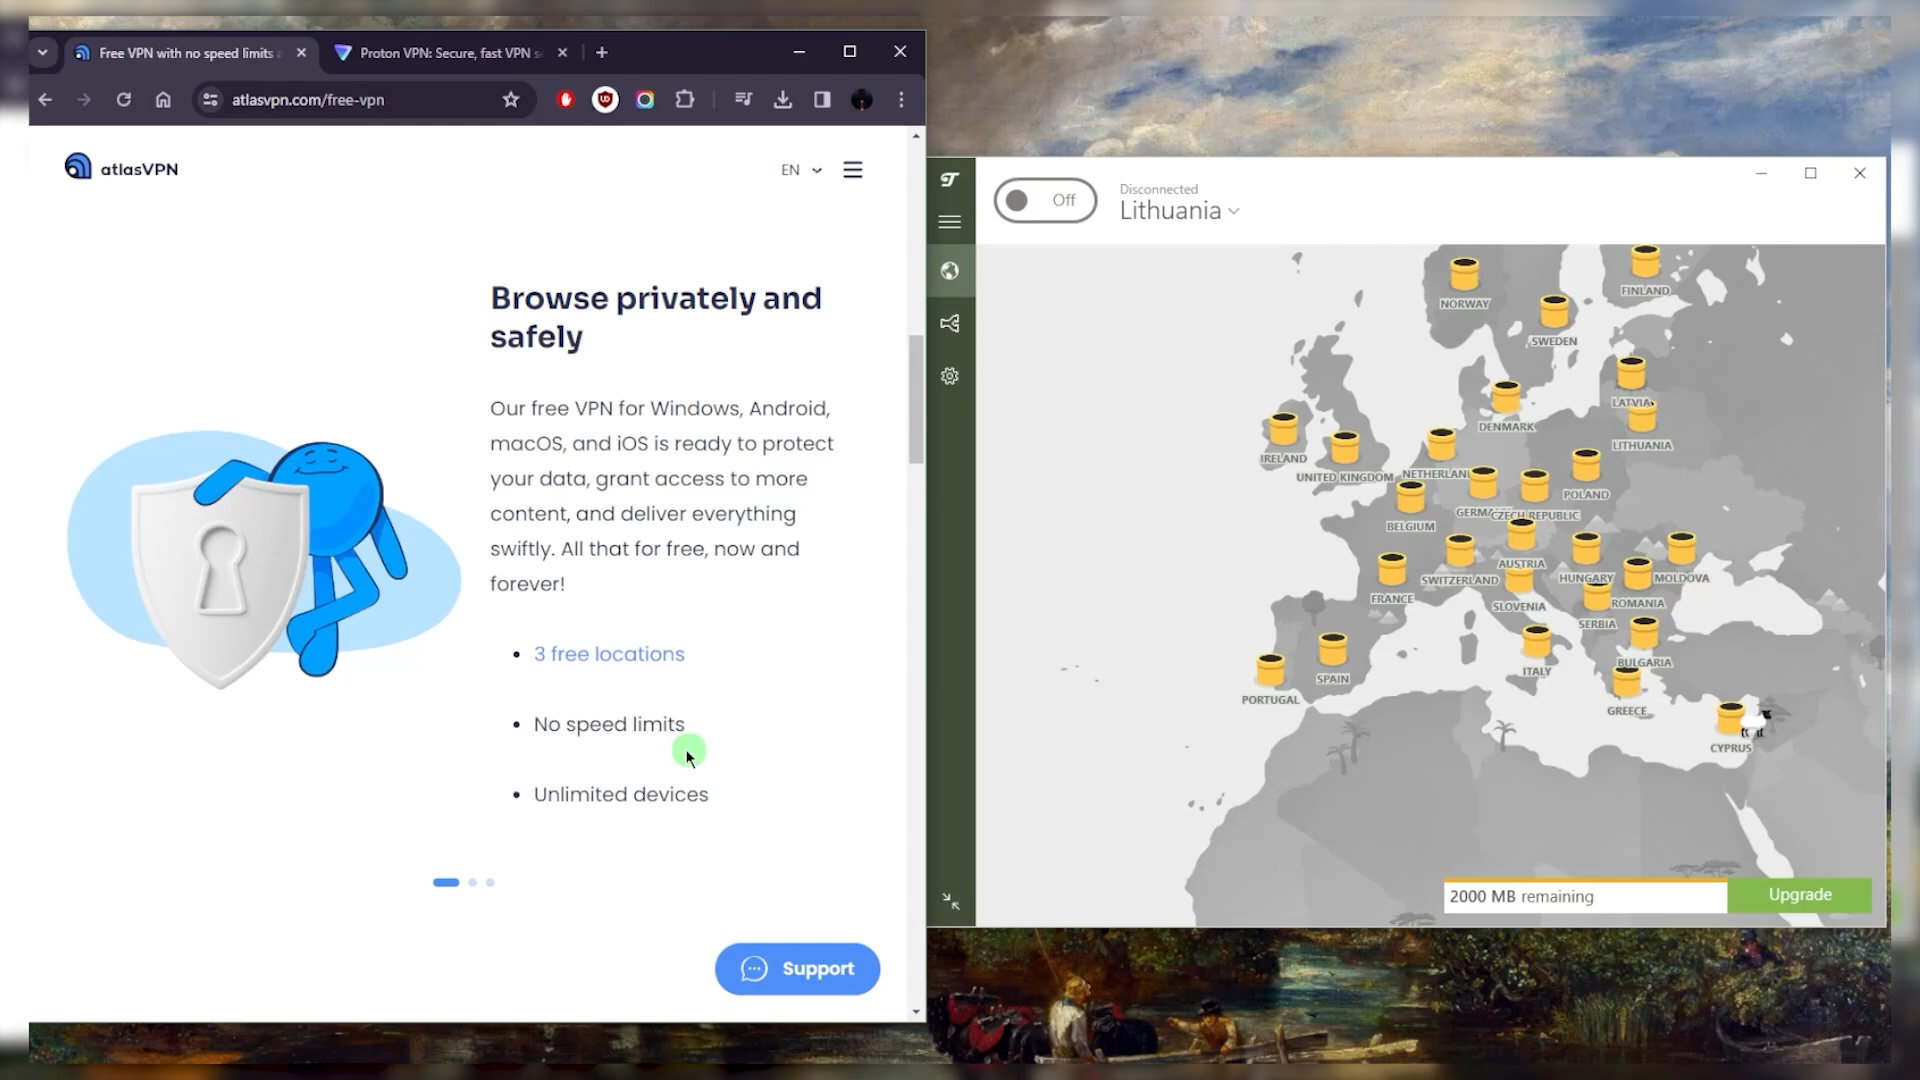 Free VPN with no speed limits
Proton VPN: Secure, fast VPN s
atlasvpn.com/free-vpn
atlasVPN
EN
Browse privately and
safely
Our free VPN for Windows, Android,
macOS, and iOS is ready to protect
your data, grant access to more
content, and deliver everything
swiftly. All that for free, now and
forever!
3 free locations
No speed limits
Unlimited devices
Support
Off
Disconnected
Lithuania
NORWAY
FINLAND
SWEDEN
LATVIA
DENMARK
LITHUANIA
IRELAND
UNITED KINGDOM
NETHERLAN
POLAND
GERMA
CZECH REPUBLIC
BELGIUM
AUSTRIA
SWITZERLAND
HUNGARY
MOLDOVA
FRANCE
SLOVENIA
ROMANIA
SERBIA
BULGARIA
ITALY
SPAIN
PORTUGAL
GREECE
CYPRUS
2000 MB remaining
Upgrade